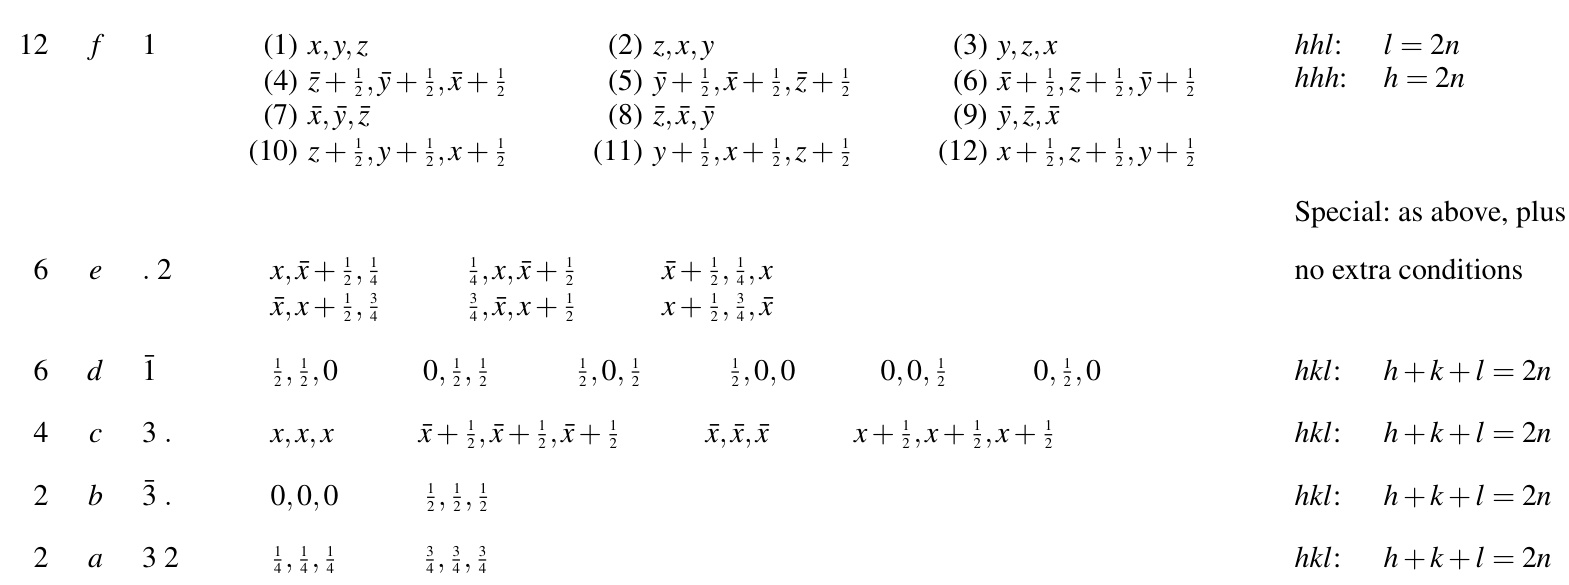 12 f 1 (1) x,y,z (2) z,x,y (3) y,z,x hhl: l = 2n
(4) z̄+½,ȳ+½,x̄+½ (5) ȳ+½,x̄+½,z̄+½ (6) x̄+½,z̄+½,ȳ+½ hhh: h = 2n
(7) x̄,ȳ,z̄ (8) z̄,x̄,ȳ (9) ȳ,z̄,x̄
(10) z+½,y+½,x+½ (11) y+½,x+½,z+½ (12) x+½,z+½,y+½
Special: as above, plus
6 e .2 x,x̄+½,¼ ¼,x,x̄+½ x̄+½,¼,x no extra conditions
x̄,x+½,¾ ¾,x̄,x+½ x+½,¾,x̄
6 d 1̄ ½,½,0 0,½,½ ½,0,½ ½,0,0 0,0,½ 0,½,0 hkl: h+k+l = 2n
4 c 3. x,x,x x̄+½,x̄+½,x̄+½ x̄,x̄,x̄ x+½,x+½,x+½ hkl: h+k+l = 2n
2 b 3̄. 0,0,0 ½,½,½ hkl: h+k+l = 2n
2 a 32 ¼,¼,¼ ¾,¾,¾ hkl: h+k+l = 2n